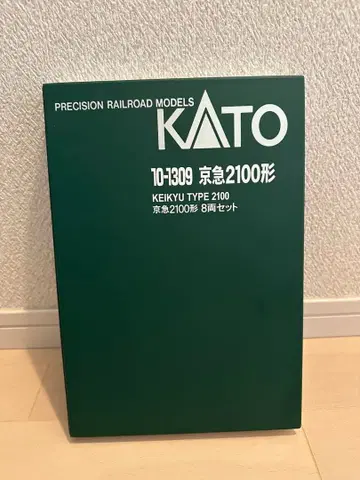 PRECISION RAILROAD MODELS
KATO
10-1309 京急2100形
KEIKYU TYPE 2100
京急2100形 8両セット